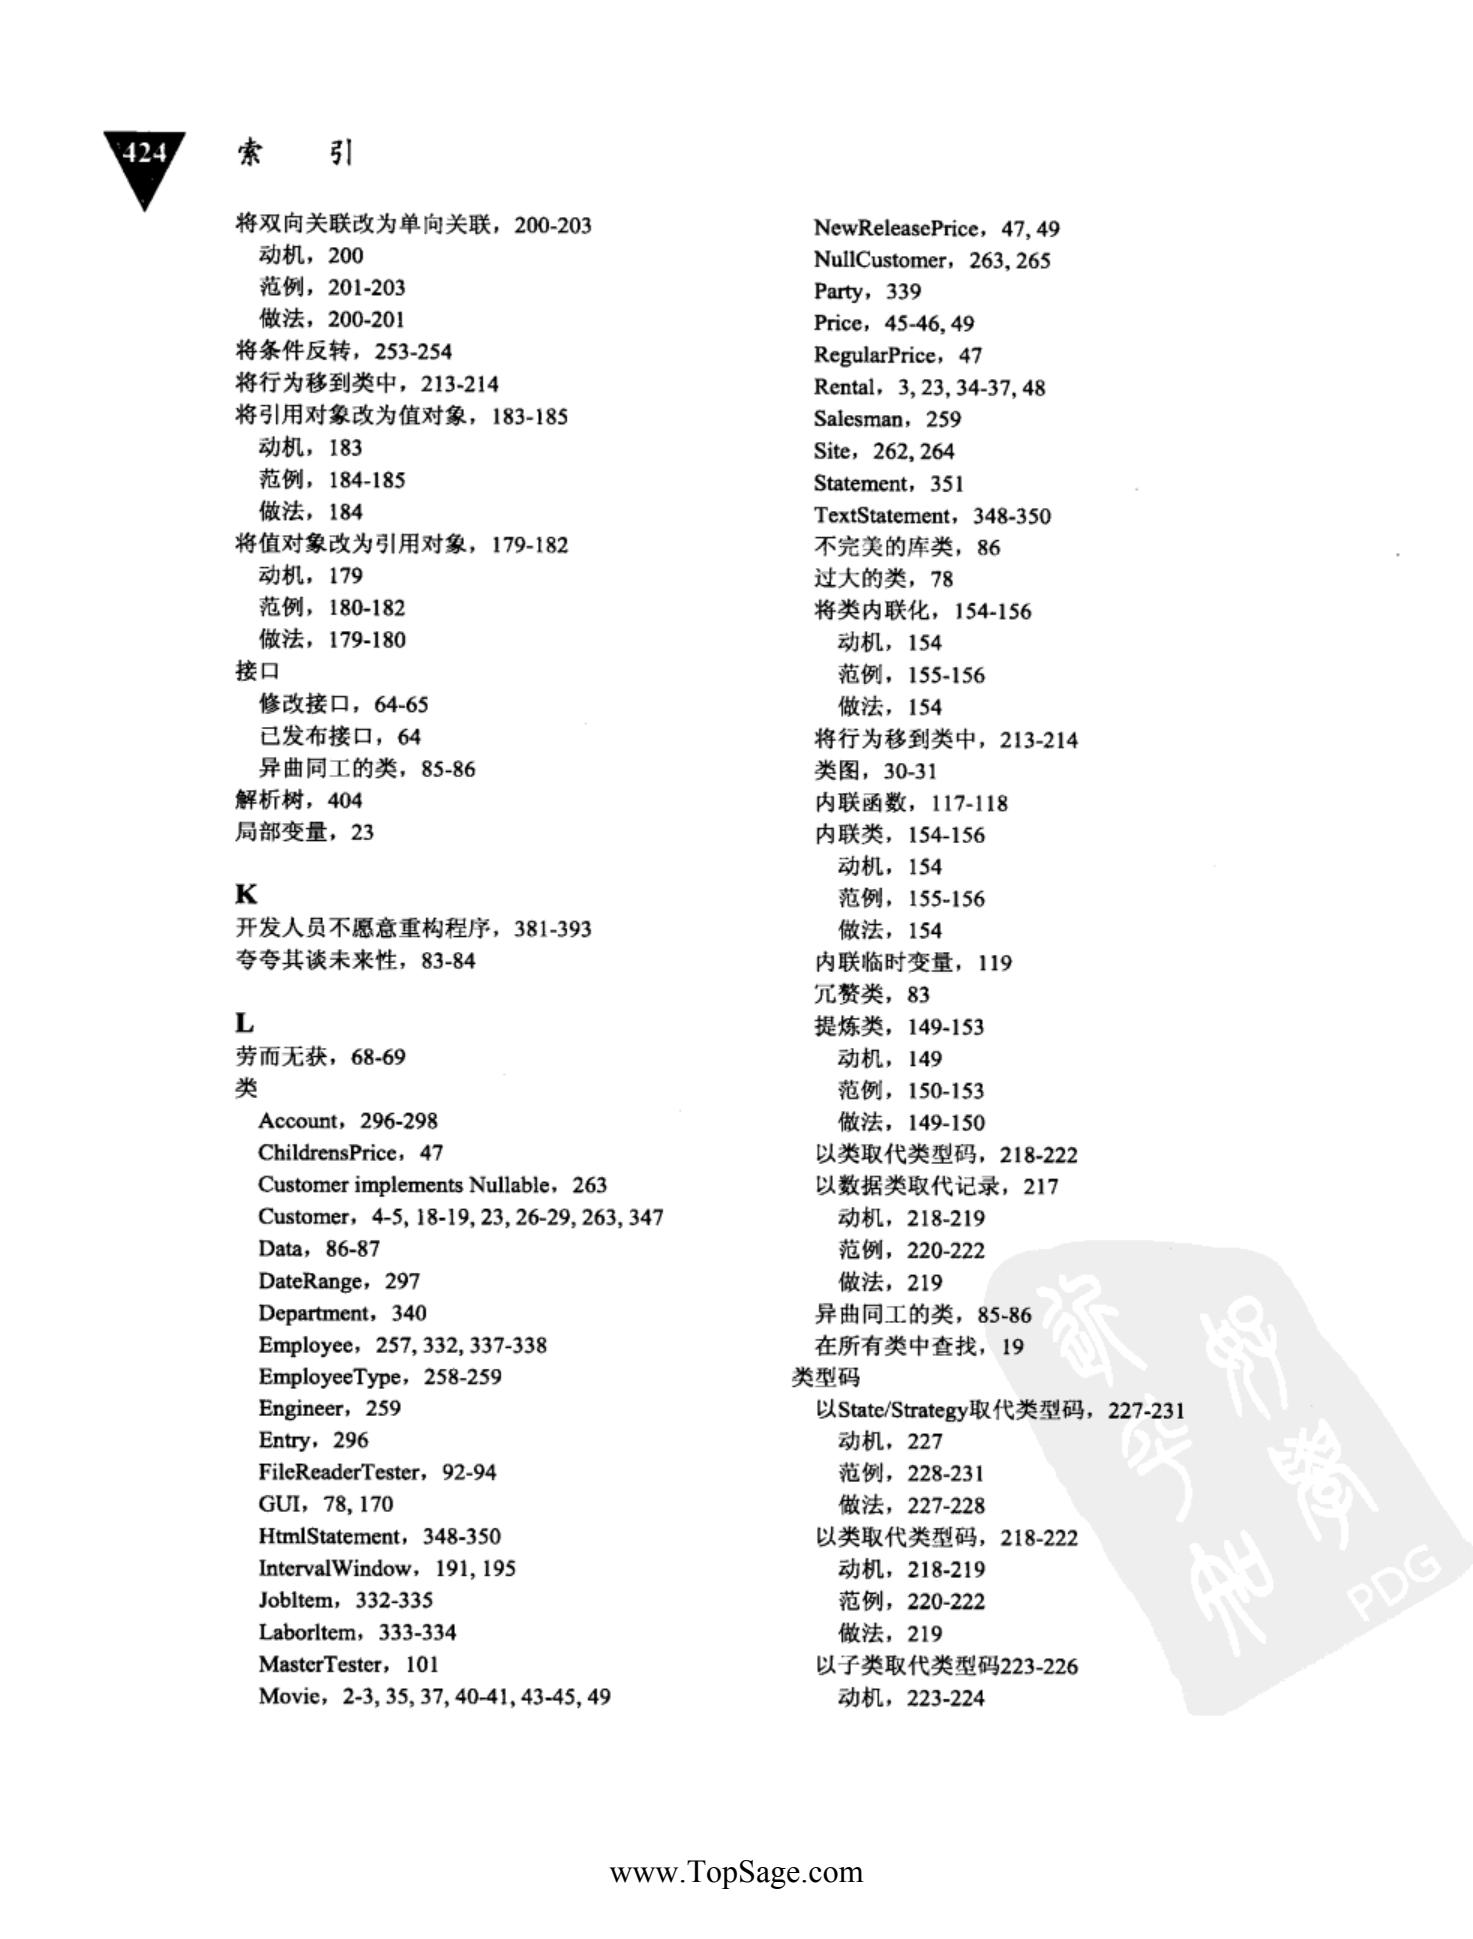 424
索 引
将双向关联改为单向关联，200-203
动机，200
范例，201-203
做法，200-201
将条件反转，253-254
将行为移到类中，213-214
将引用对象改为值对象，183-185
动机，183
范例，184-185
做法，184
将值对象改为引用对象，179-182
动机，179
范例，180-182
做法，179-180
接口
修改接口，64-65
已发布接口，64
异曲同工的类，85-86
解析树，404
局部变量，23
K
开发人员不愿意重构程序，381-393
夸夸其谈未来性，83-84
L
劳而无获，68-69
类
Account，296-298
ChildrensPrice，47
Customer implements Nullable，263
Customer，4-5, 18-19, 23, 26-29, 263, 347
Data，86-87
DateRange，297
Department，340
Employee，257, 332, 337-338
EmployeeType，258-259
Engineer，259
Entry，296
FileReaderTester，92-94
GUI，78, 170
HtmlStatement，348-350
IntervalWindow，191, 195
JobItem，332-335
LaborItem，333-334
MasterTester，101
Movie，2-3, 35, 37, 40-41, 43-45, 49
NewReleasePrice，47, 49
NullCustomer，263, 265
Party，339
Price，45-46, 49
RegularPrice，47
Rental，3, 23, 34-37, 48
Salesman，259
Site，262, 264
Statement，351
TextStatement，348-350
不完美的库类，86
过大的类，78
将类内联化，154-156
动机，154
范例，155-156
做法，154
将行为移到类中，213-214
类图，30-31
内联函数，117-118
内联类，154-156
动机，154
范例，155-156
做法，154
内联临时变量，119
冗赘类，83
提炼类，149-153
动机，149
范例，150-153
做法，149-150
以类取代类型码，218-222
以数据类取代记录，217
动机，218-219
范例，220-222
做法，219
异曲同工的类，85-86
在所有类中查找，19
类型码
以State/Strategy取代类型码，227-231
动机，227
范例，228-231
做法，227-228
以类取代类型码，218-222
动机，218-219
范例，220-222
做法，219
以子类取代类型码223-226
动机，223-224
PDG
www.TopSage.com